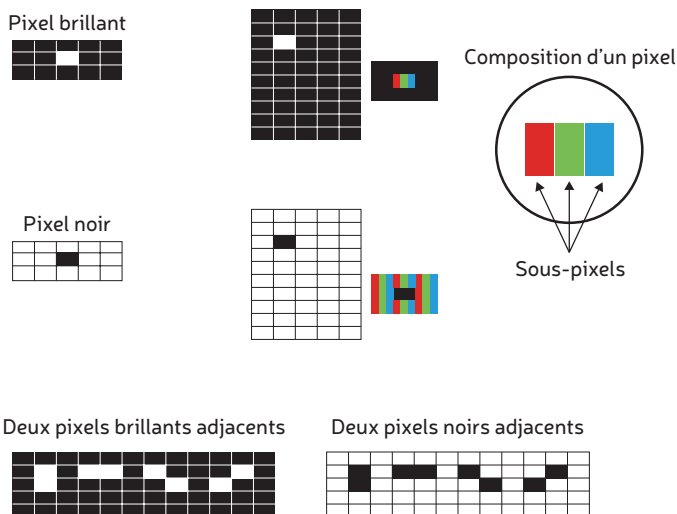 Pixel brillant
Composition d'un pixel
Pixel noir
Sous-pixels
Deux pixels brillants adjacents
Deux pixels noirs adjacents